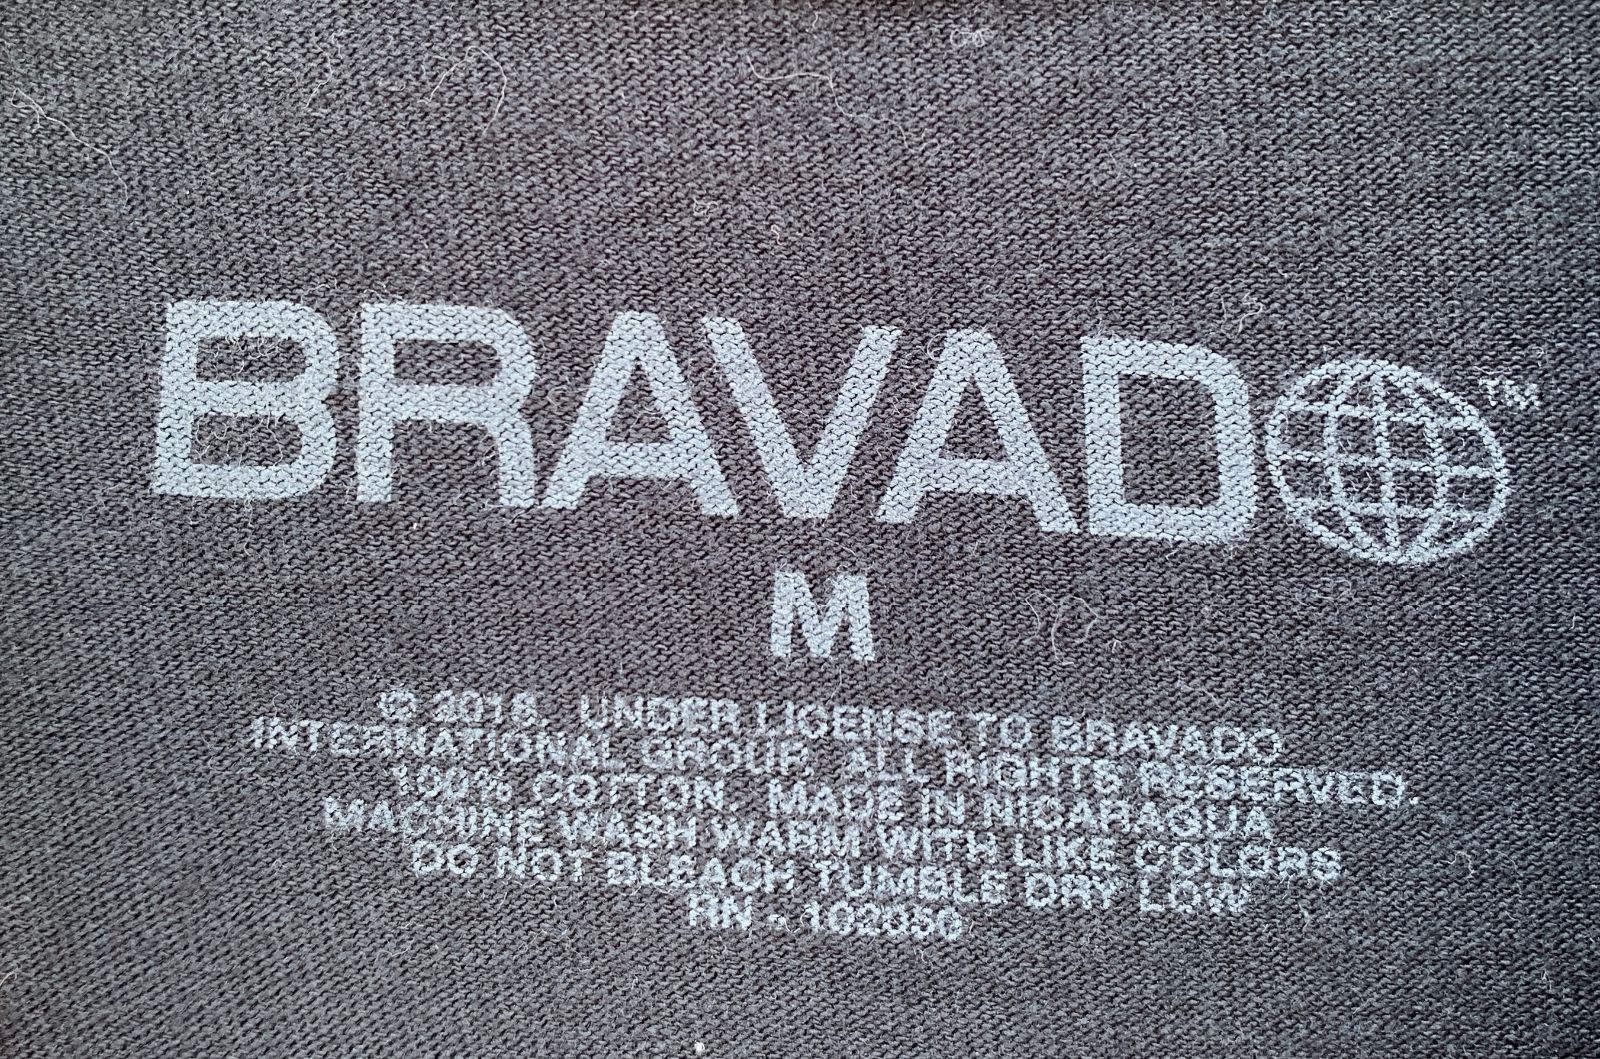 BRAVADO™
M
© 2018. UNDER LICENSE TO BRAVADO
INTERNATIONAL GROUP. ALL RIGHTS RESERVED.
100% COTTON. MADE IN NICARAGUA
MACHINE WASH WARM WITH LIKE COLORS
DO NOT BLEACH TUMBLE DRY LOW
RN - 102050